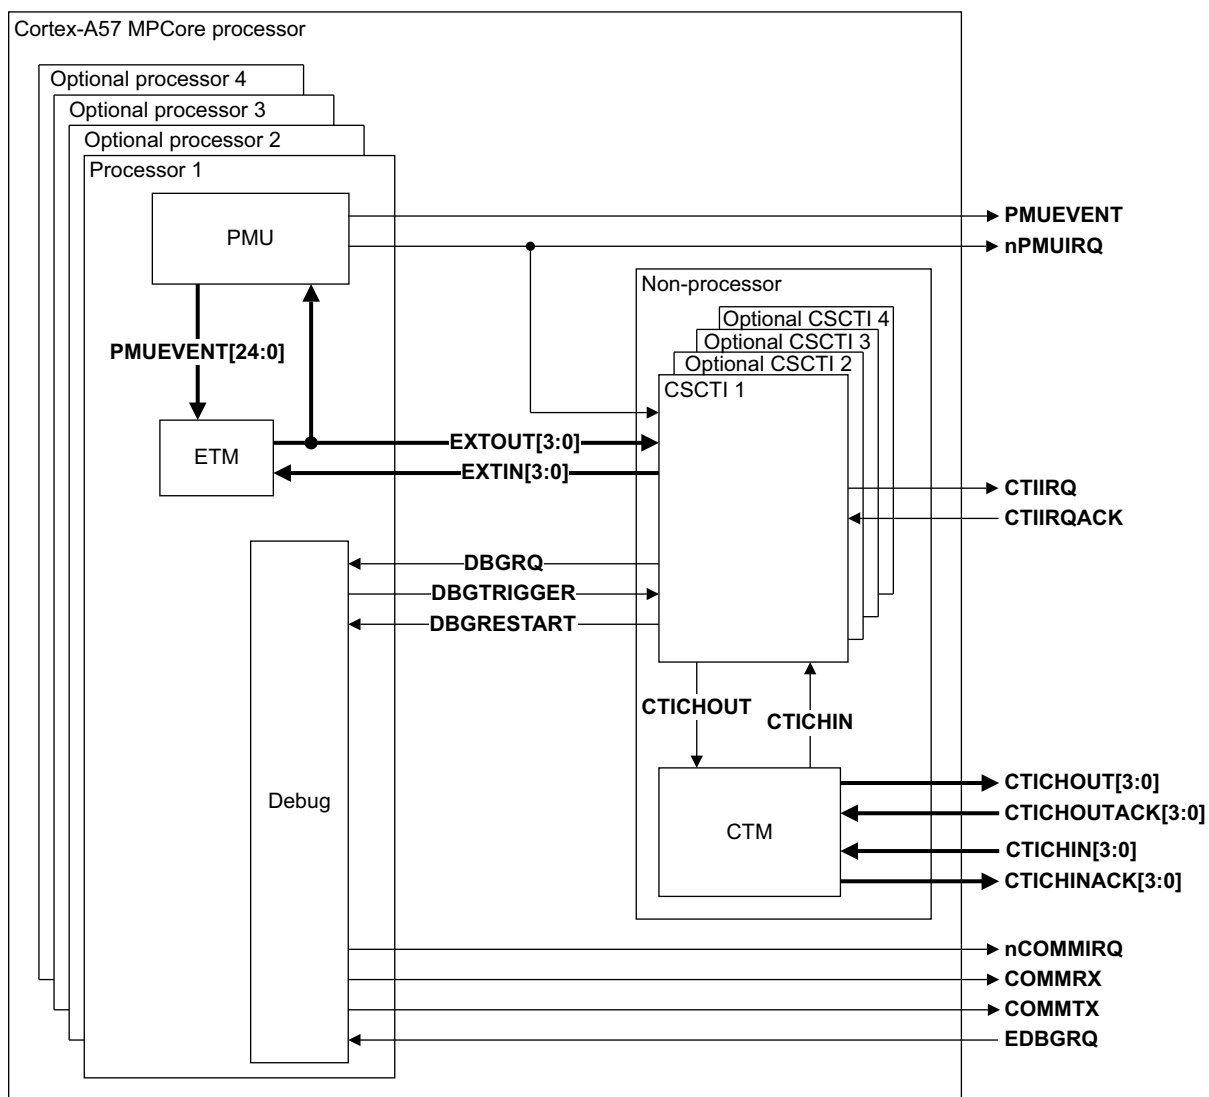 Cortex-A57 MPCore processor
Optional processor 4
Optional processor 3
Optional processor 2
Processor 1
PMU
PMUEVENT
nPMUIRQ
Non-processor
Optional CSCTI 4
Optional CSCTI 3
Optional CSCTI 2
CSCTI 1
PMUEVENT[24:0]
ETM
EXTOUT[3:0]
EXTIN[3:0]
CTIIRQ
CTIIRQACK
DBGRQ
DBGTRIGGER
DBGRESTART
CTICHOUT
CTICHIN
Debug
CTM
CTICHOUT[3:0]
CTICHOUTACK[3:0]
CTICHIN[3:0]
CTICHINACK[3:0]
nCOMMIRQ
COMMRX
COMMTX
EDBGRQ